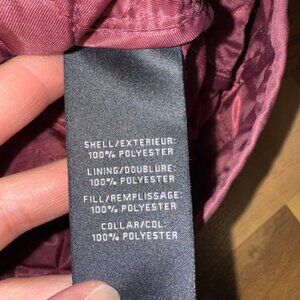 SHELL/EXTERIEUR:
100% POLYESTER
LINING/DOUBLURE:
100% POLYESTER
FILL/REMPLISSAGE:
100% POLYESTER
COLLAR/COL:
100% POLYESTER